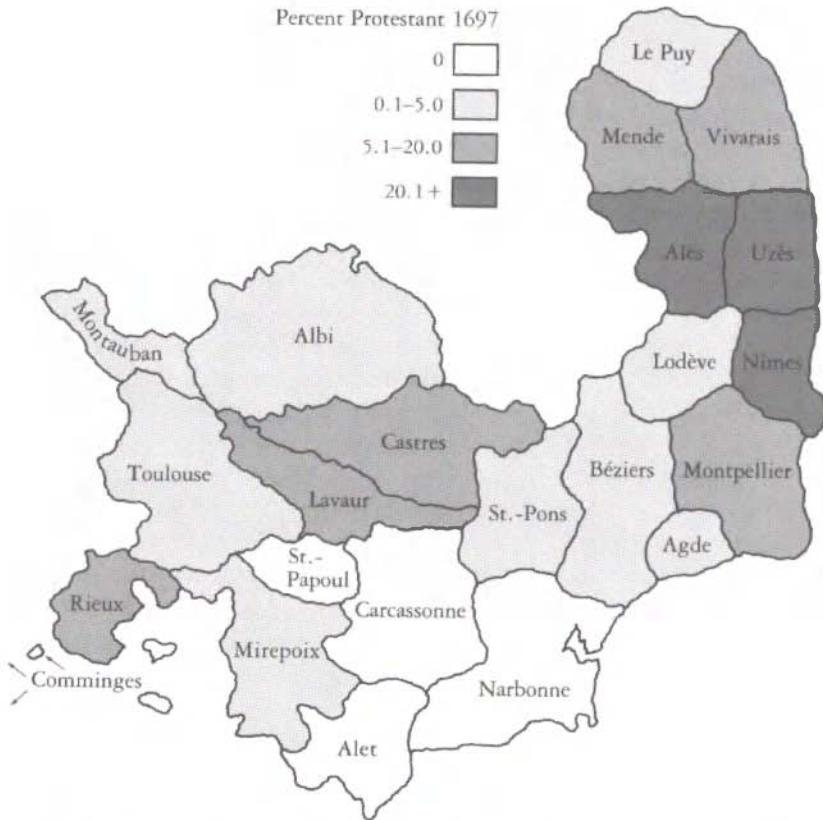 Percent Protestant 1697
0
0.1–5.0
5.1–20.0
20.1+
Le Puy
Mende
Vivarais
Alès
Uzès
Montauban
Albi
Lodève
Nîmes
Castres
Toulouse
Lavaur
Béziers
Montpellier
St.-Pons
Agde
St.-
Papoul
Rieux
Carcassonne
Mirepoix
Comminges
Narbonne
Alet